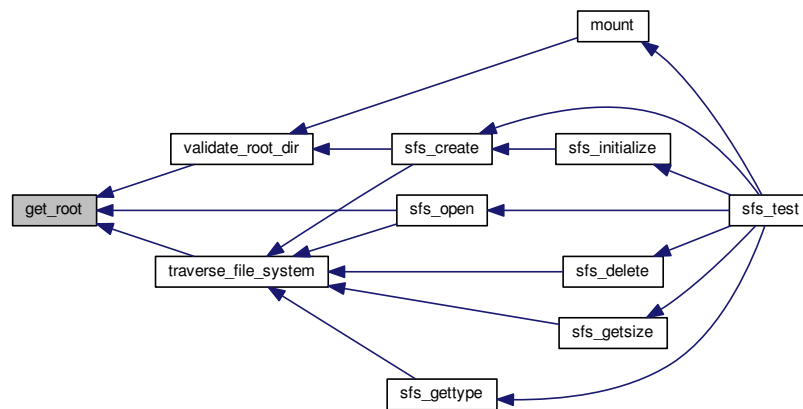 mount
validate_root_dir
sfs_create
sfs_initialize
get_root
sfs_open
sfs_test
traverse_file_system
sfs_delete
sfs_getsize
sfs_gettype